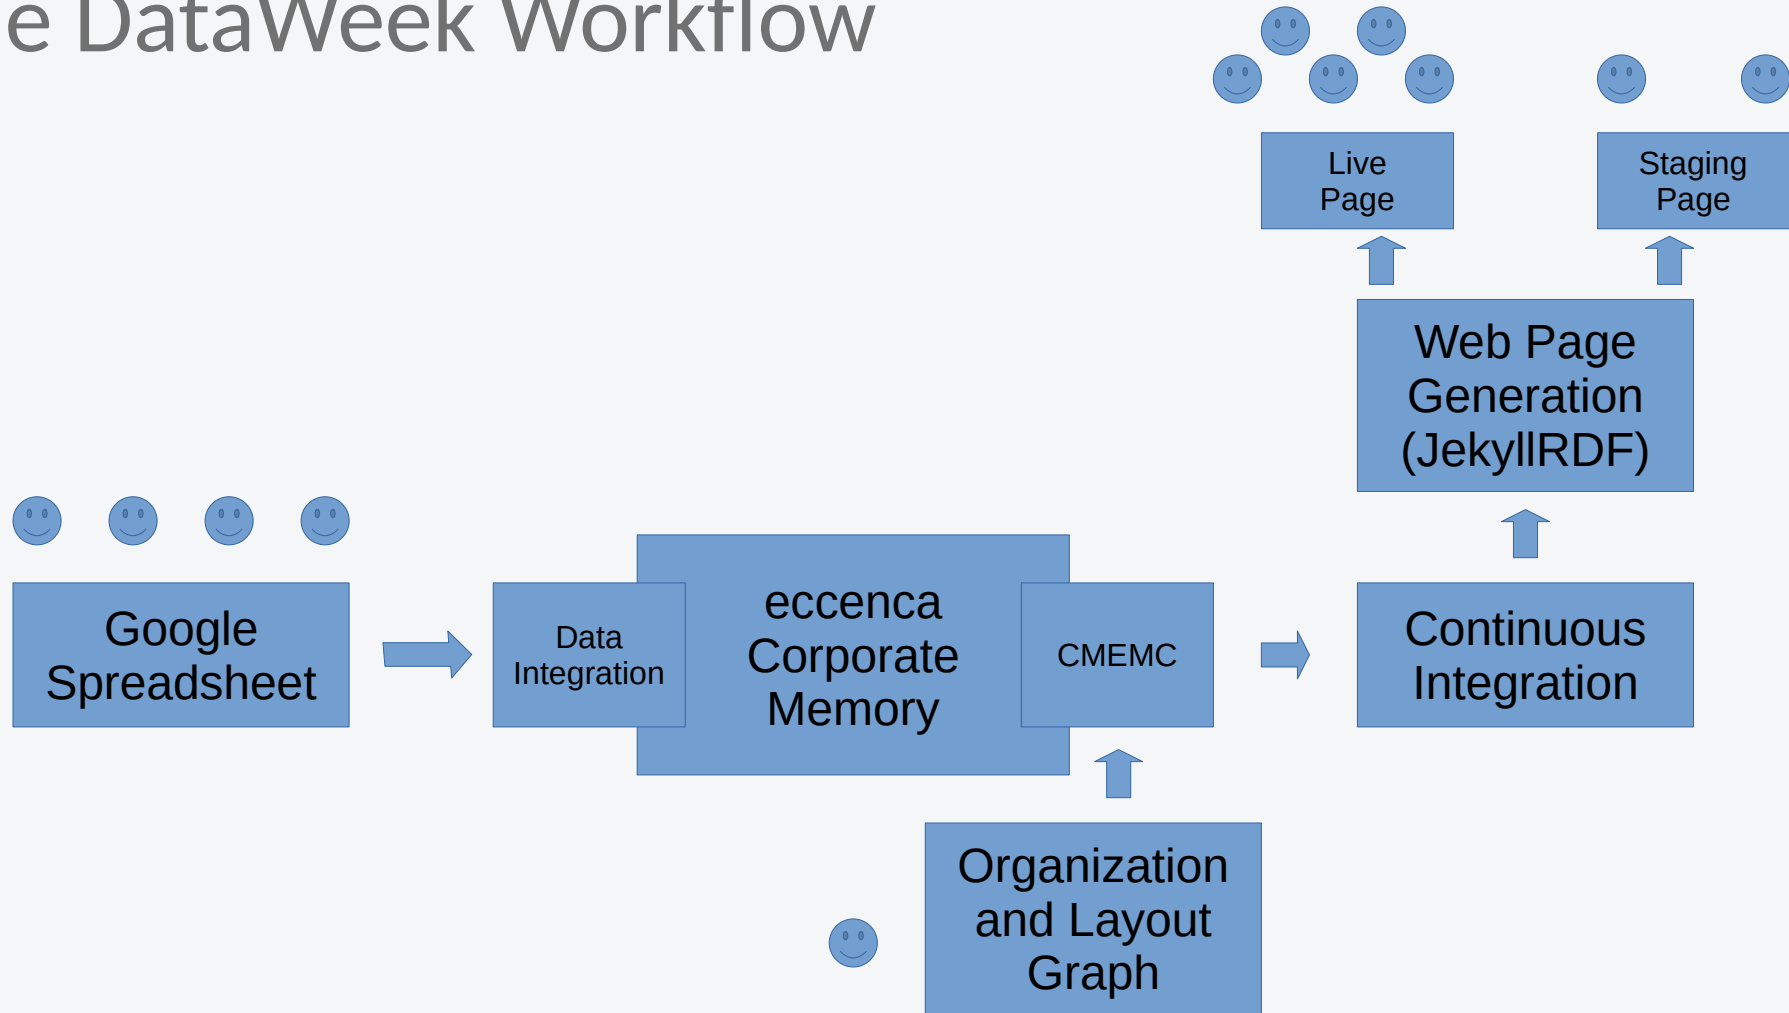 e DataWeek Workflow
Live
Page
Staging
Page
Web Page
Generation
(JekyllRDF)
Google
Spreadsheet
Data
Integration
eccenca
Corporate
Memory
CMEMC
Continuous
Integration
Organization
and Layout
Graph